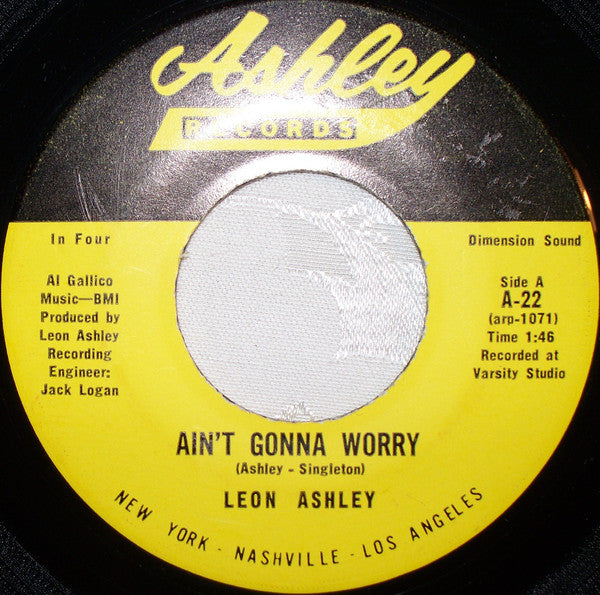 Ashley
RECORDS
In Four
Dimension Sound
Al Gallico
Music—BMI
Produced by
Leon Ashley
Recording
Engineer:
Jack Logan
Side A
A-22
(arp-1071)
Time 1:46
Recorded at
Varsity Studio
AIN'T GONNA WORRY
(Ashley - Singleton)
LEON ASHLEY
NEW YORK - NASHVILLE - LOS ANGELES